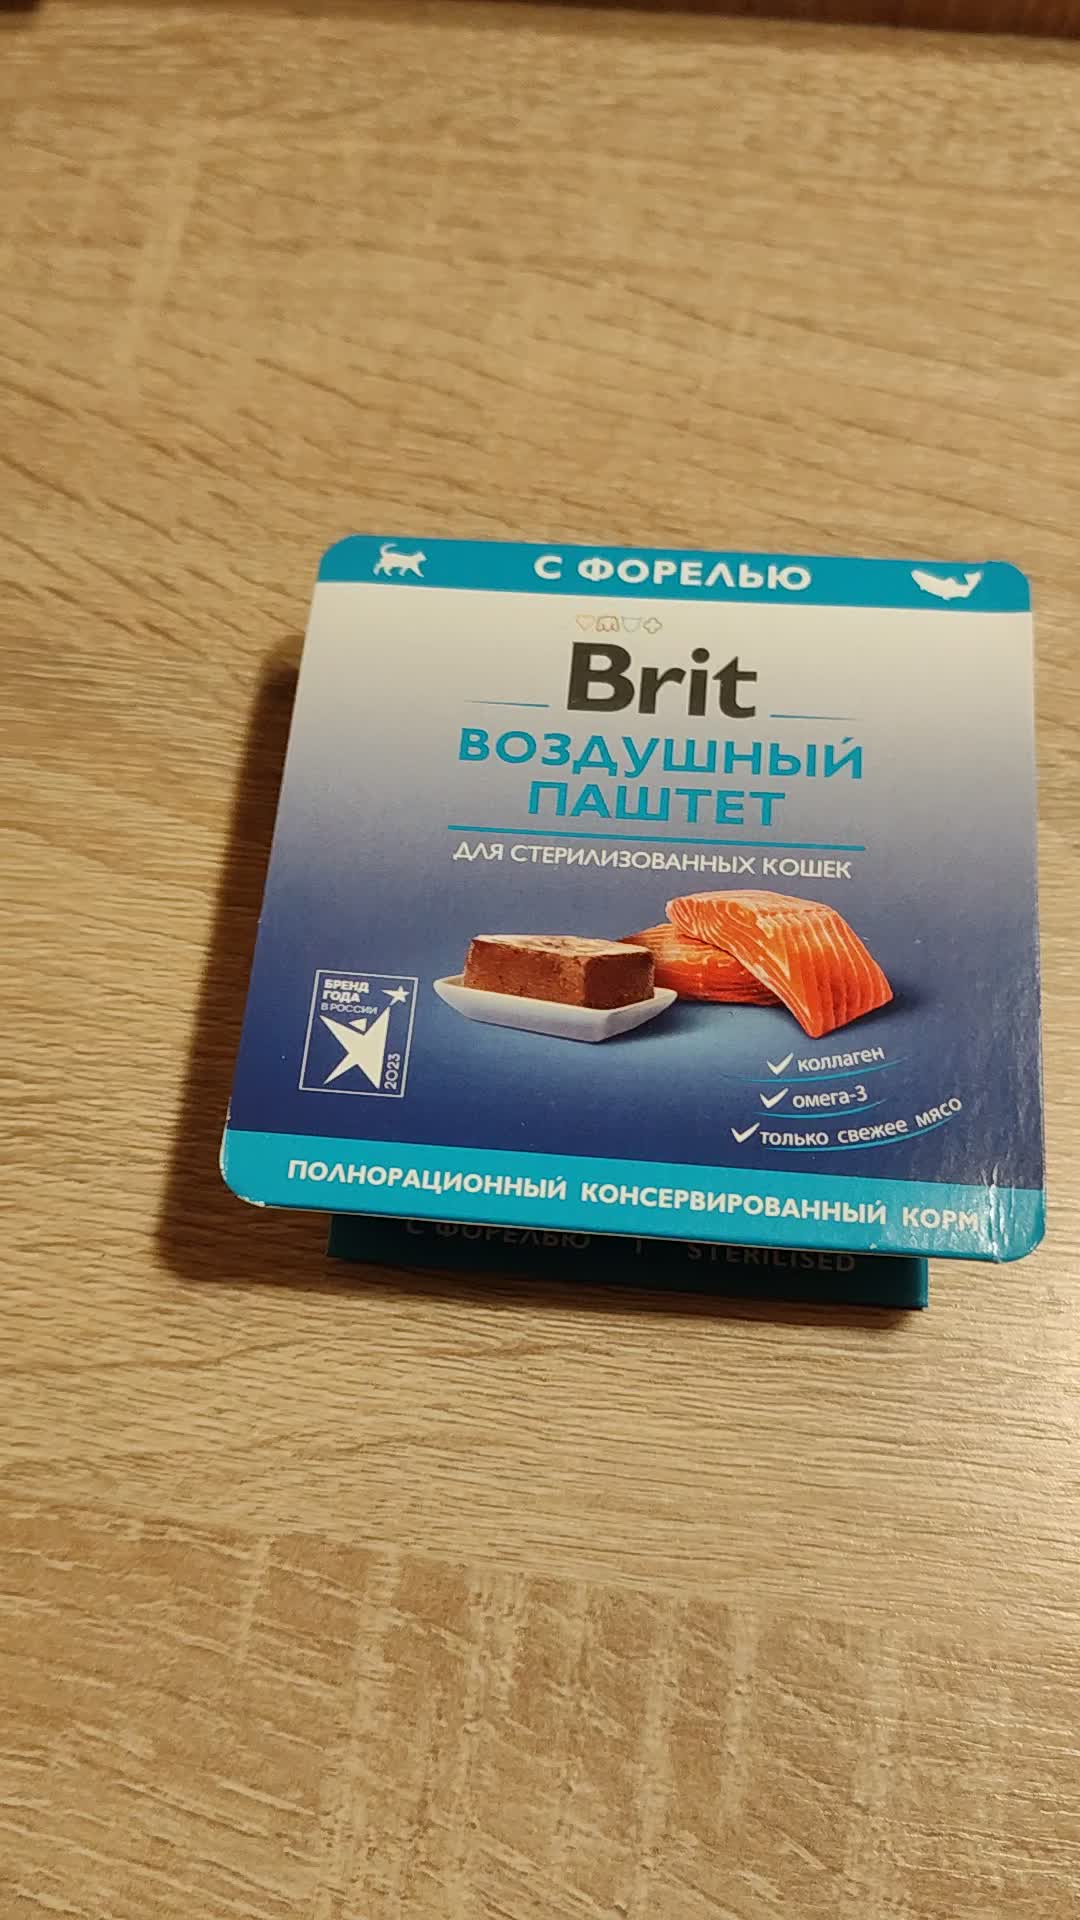 С ФОРЕЛЬЮ
Brit
ВОЗДУШНЫЙ
ПАШТЕТ
ДЛЯ СТЕРИЛИЗОВАННЫХ КОШЕК
БРЕНД
ГОДА
В РОССИИ
2023
коллаген
омега-3
только свежее мясо
ПОЛНОРАЦИОННЫЙ КОНСЕРВИРОВАННЫЙ КОРМ
С ФОРЕЛЬЮ | STERILISED